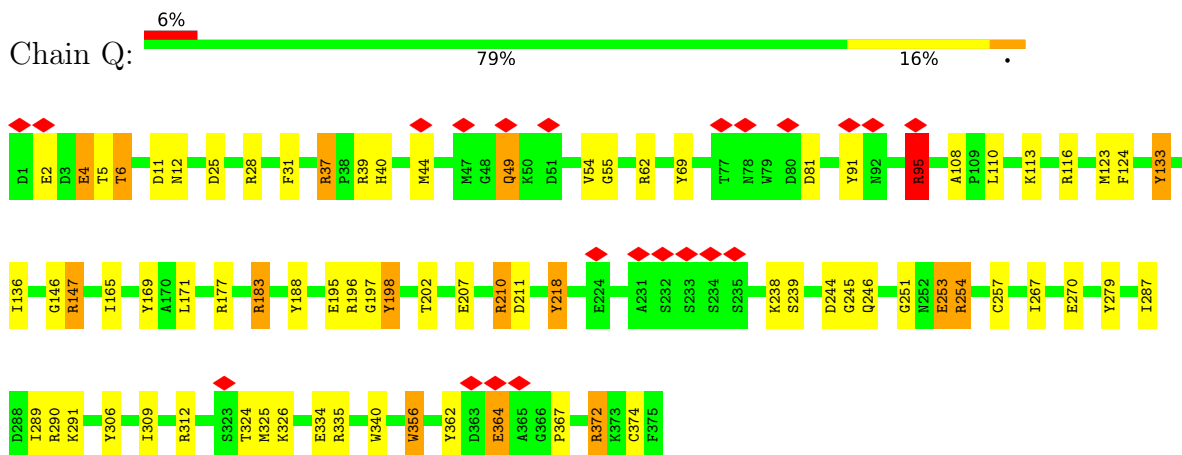 6%
Chain Q:
79% 16% •
D1 E2 D3 E4 T5 T6 D11 N12 D25 R28 F31 R37 P38 R39 H40 M44 M47 G48 Q49 K50 D51 V54 G55 R62 Y69 T77 N78 W79 D80 D81 Y91 N92 R95 A108 P109 L110 K113 R116 M123 F124 Y133
I136 G146 R147 I165 Y169 A170 L171 R177 R183 Y188 E195 R196 G197 Y198 T202 E207 R210 D211 Y218 E224 A231 S232 S233 S234 S235 K238 S239 D244 G245 Q246 G251 N252 E253 R254 C257 I267 E270 Y279 I287
D288 I289 R290 K291 Y306 I309 R312 S323 T324 M325 K326 E334 R335 W340 W356 Y362 D363 E364 A365 G366 P367 R372 K373 C374 F375